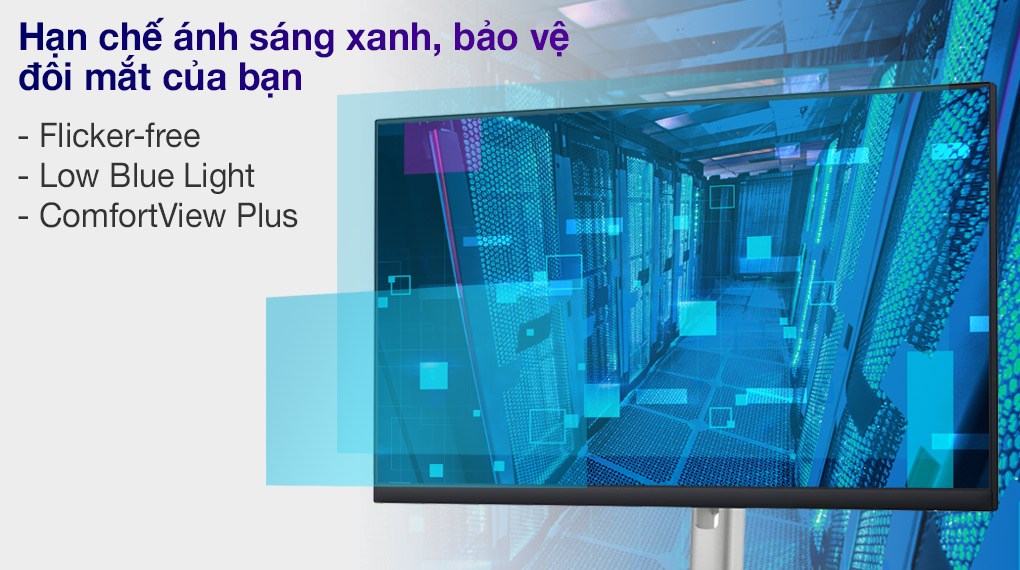 Hạn chế ánh sáng xanh, bảo vệ
đôi mắt của bạn
- Flicker-free
- Low Blue Light
- ComfortView Plus